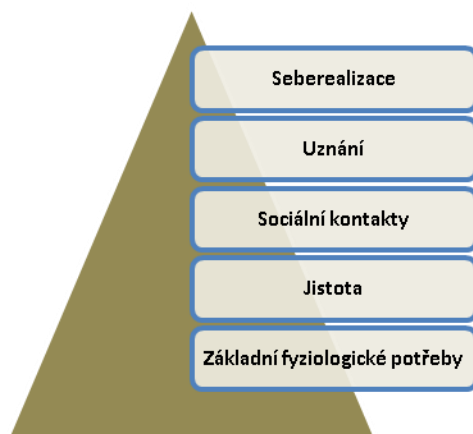 Seberealizace
Uznání
Sociální kontakty
Jistota
Základní fyziologické potřeby